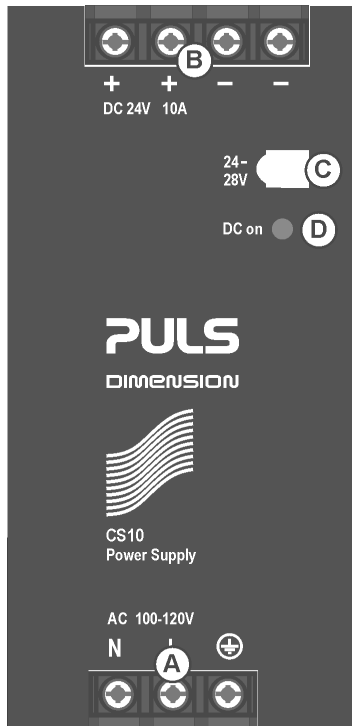 B
+ + − −
DC 24V 10A
24–
28V
C
DC on
D
PULS
DIMENSION
CS10
Power Supply
AC 100-120V
N
A